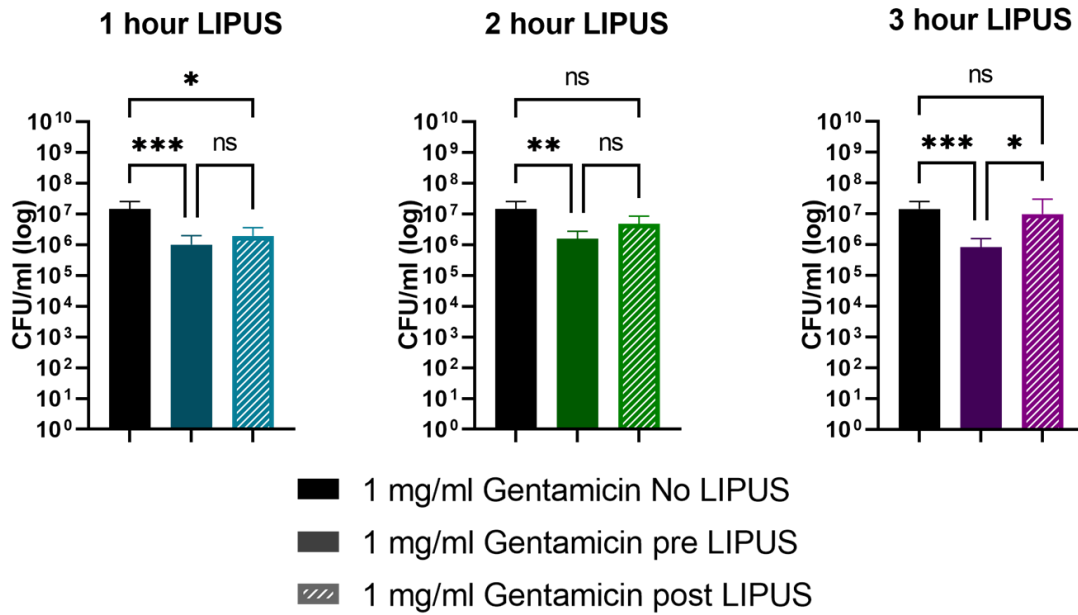 1 hour LIPUS
*
*** ns
CFU/ml (log)
10¹⁰
10⁹
10⁸
10⁷
10⁶
10⁵
10⁴
10³
10²
10¹
10⁰
2 hour LIPUS
ns
** ns
CFU/ml (log)
10¹⁰
10⁹
10⁸
10⁷
10⁶
10⁵
10⁴
10³
10²
10¹
10⁰
3 hour LIPUS
ns
*** *
CFU/ml (log)
10¹⁰
10⁹
10⁸
10⁷
10⁶
10⁵
10⁴
10³
10²
10¹
10⁰
1 mg/ml Gentamicin No LIPUS
1 mg/ml Gentamicin pre LIPUS
1 mg/ml Gentamicin post LIPUS